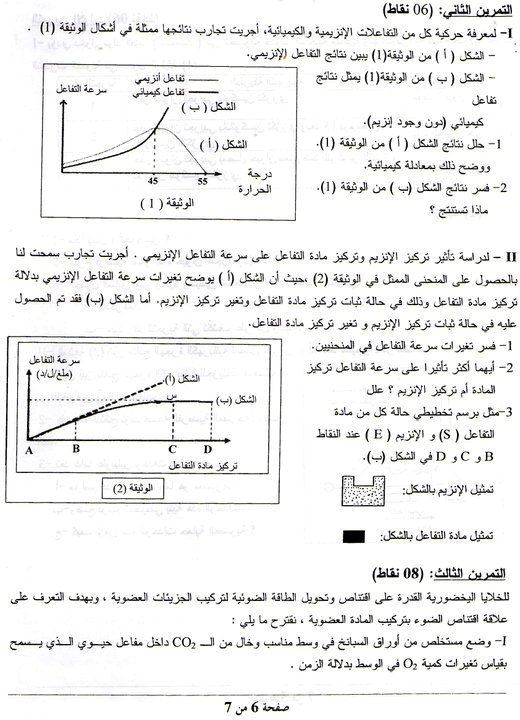 التمرين الثاني: (06 نقاط)
I- لمعرفة حركية كل من التفاعلات الإنزيمية والكيميائية، أجريت تجارب نتائجها ممثلة في أشكال الوثيقة (1) .
- الشكل ( أ ) من الوثيقة(1) يبين نتائج التفاعل الإنزيمي.
- الشكل ( ب ) من الوثيقة(1) يمثل نتائج
تفاعل
كيميائي (دون وجود إنزيم).
1- حلل نتائج الشكل ( أ ) من الوثيقة (1).
ووضح ذلك بمعادلة كيميائية.
2- فسر نتائج الشكل (ب ) من الوثيقة (1).
ماذا تستنتج ؟
سرعة التفاعل
تفاعل أنزيمي
تفاعل كيميائي
الشكل ( ب )
الشكل ( أ )
45
55
درجة
الحرارة
الوثيقة ( 1 )
II – لدراسة تأثير تركيز الإنزيم وتركيز مادة التفاعل على سرعة التفاعل الإنزيمي . أجريت تجارب سمحت لنا
بالحصول على المنحنى الممثل في الوثيقة (2) ،حيث أن الشكل (أ ) يوضح تغيرات سرعة التفاعل الإنزيمي بدلالة
تركيز مادة التفاعل وذلك في حالة ثبات تركيز مادة التفاعل وتغير تركيز الإنزيم. أما الشكل (ب) فقد تم الحصول
عليه في حالة ثبات تركيز الإنزيم و تغير تركيز مادة التفاعل.
1- فسر تغيرات سرعة التفاعل في المنحنيين.
2- أيهما أكثر تأثيرا على سرعة التفاعل تركيز
المادة أم تركيز الإنزيم ؟ علل
3-مثل برسم تخطيطي حالة كل من مادة
التفاعل ( S ) و الإنزيم ( E ) عند النقاط
B و C و D في الشكل (ب).
تمثيل الإنزيم بالشكل:
تمثيل مادة التفاعل بالشكل:
سرعة التفاعل
(ملغ/ل/د)
الشكل (أ)
س
الشكل (ب)
A B C D
تركيز مادة التفاعل
الوثيقة (2)
التمرين الثالث: (08 نقاط)
للخلايا اليخضورية القدرة على اقتناص وتحويل الطاقة الضوئية لتركيب الجزيئات العضوية ، وبهدف التعرف على
علاقة اقتناص الضوء بتركيب المادة العضوية ، نقترح ما يلي :
I- وضع مستخلص من أوراق السبانخ في وسط مناسب وخال من الـ CO2 داخل مفاعل حيوي الذي يسمح
بقياس تغيرات كمية O2 في الوسط بدلالة الزمن .
صفحة 6 من 7